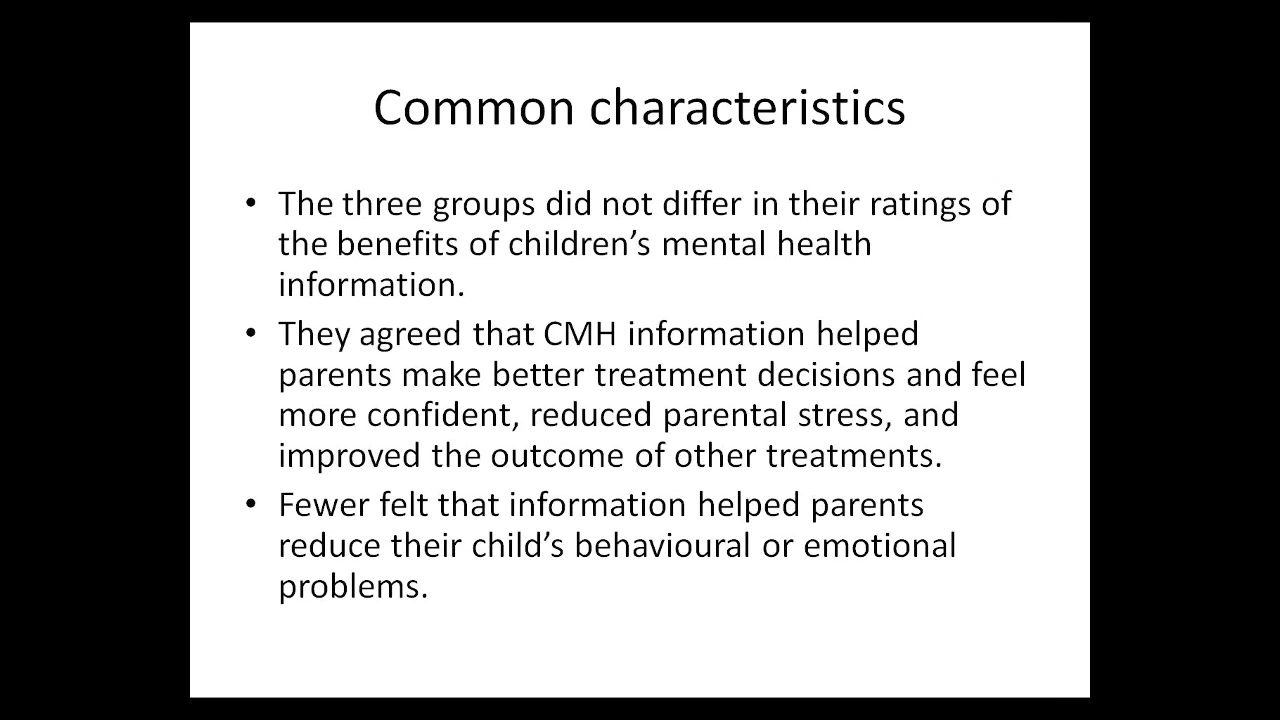 Common characteristics
• The three groups did not differ in their ratings of
the benefits of children’s mental health
information.
• They agreed that CMH information helped
parents make better treatment decisions and feel
more confident, reduced parental stress, and
improved the outcome of other treatments.
• Fewer felt that information helped parents
reduce their child’s behavioural or emotional
problems.